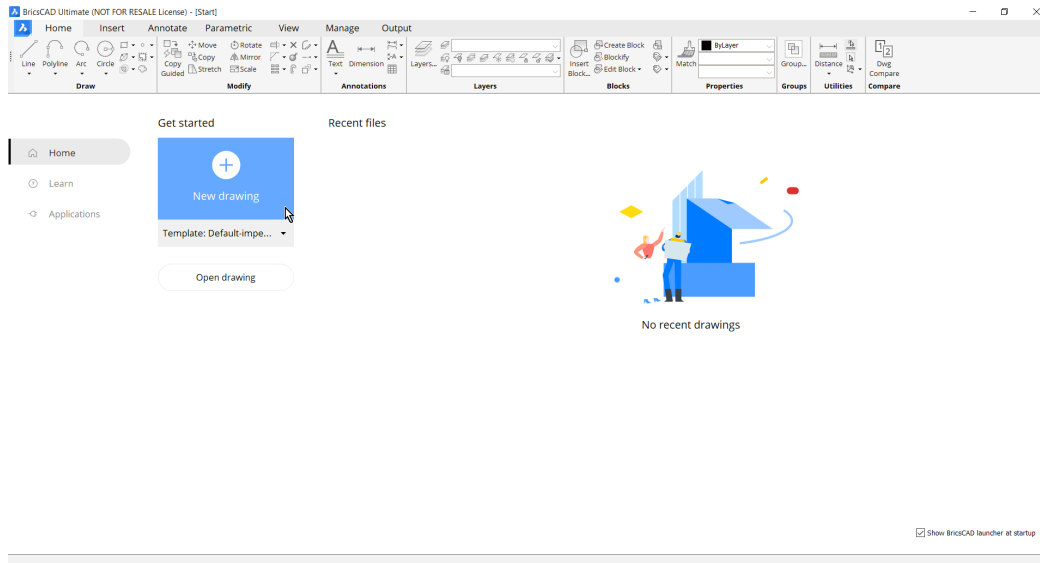 BricsCAD Ultimate (NOT FOR RESALE License) - [Start]
Home Insert Annotate Parametric View Manage Output
Line Polyline Arc Circle
Draw
Copy Guided
Move
Copy
Stretch
Rotate
Mirror
Scale
Modify
Text Dimension
Annotations
Layers...
Layers
Insert Block...
Create Block
Blockify
Edit Block
Blocks
Match
ByLayer
Properties
Group...
Groups
Distance
Utilities
1 2
Dwg Compare
Compare
Get started
Recent files
Home
Learn
Applications
New drawing
Template: Default-impe...
Open drawing
No recent drawings
Show BricsCAD launcher at startup